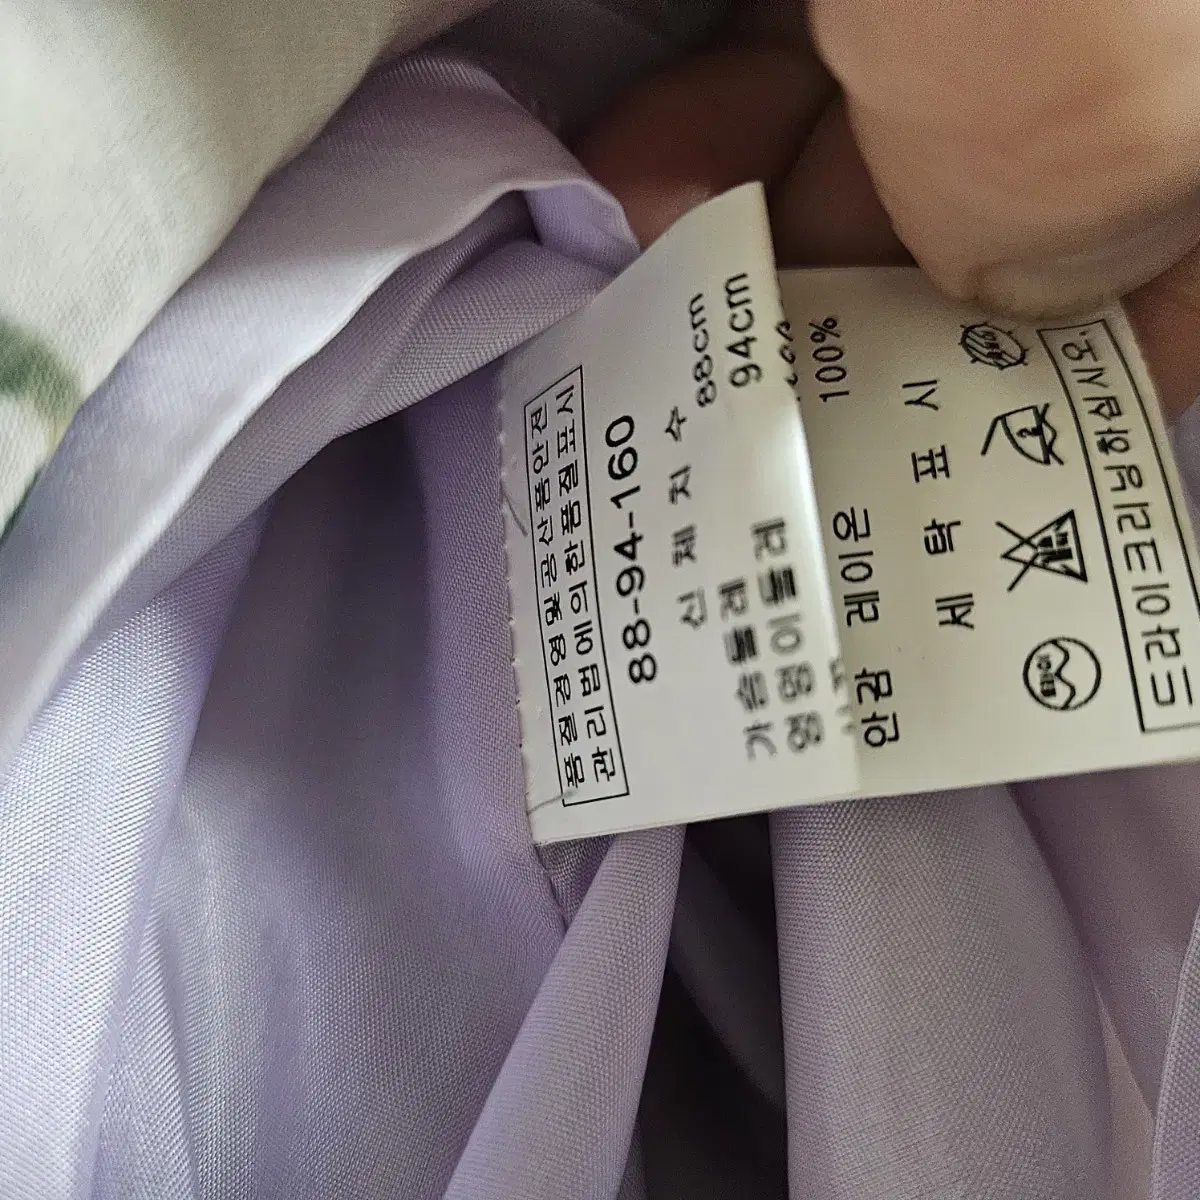 품질경영및공산품안전
관리법에의한품질표시
88-94-160
신체치수
가슴둘레 88cm
엉덩이둘레 94cm
안감 레이온 100%
세탁표시
드라이크리닝하십시오.